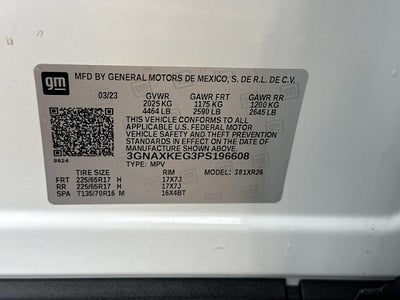 gm
MFD BY GENERAL MOTORS DE MEXICO, S. DE R.L. DE C.V.
03/23 GVWR GAWR FRT GAWR RR
2025 KG 1175 KG 1200 KG
4464 LB 2590 LB 2645 LB
THIS VEHICLE CONFORMS TO ALL
APPLICABLE U.S. FEDERAL MOTOR
VEHICLE SAFETY AND THEFT
PREVENTION STANDARDS IN EFFECT
ON THE DATE OF MANUFACTURE
SHOWN ABOVE.
3GNAXKEG3PS196608
TYPE: MPV
TIRE SIZE RIM MODEL: 381XR26
FRT 225/65R17 H 17X7J
RR 225/65R17 H 17X7J
SPA T135/70R16 M 16X4BT